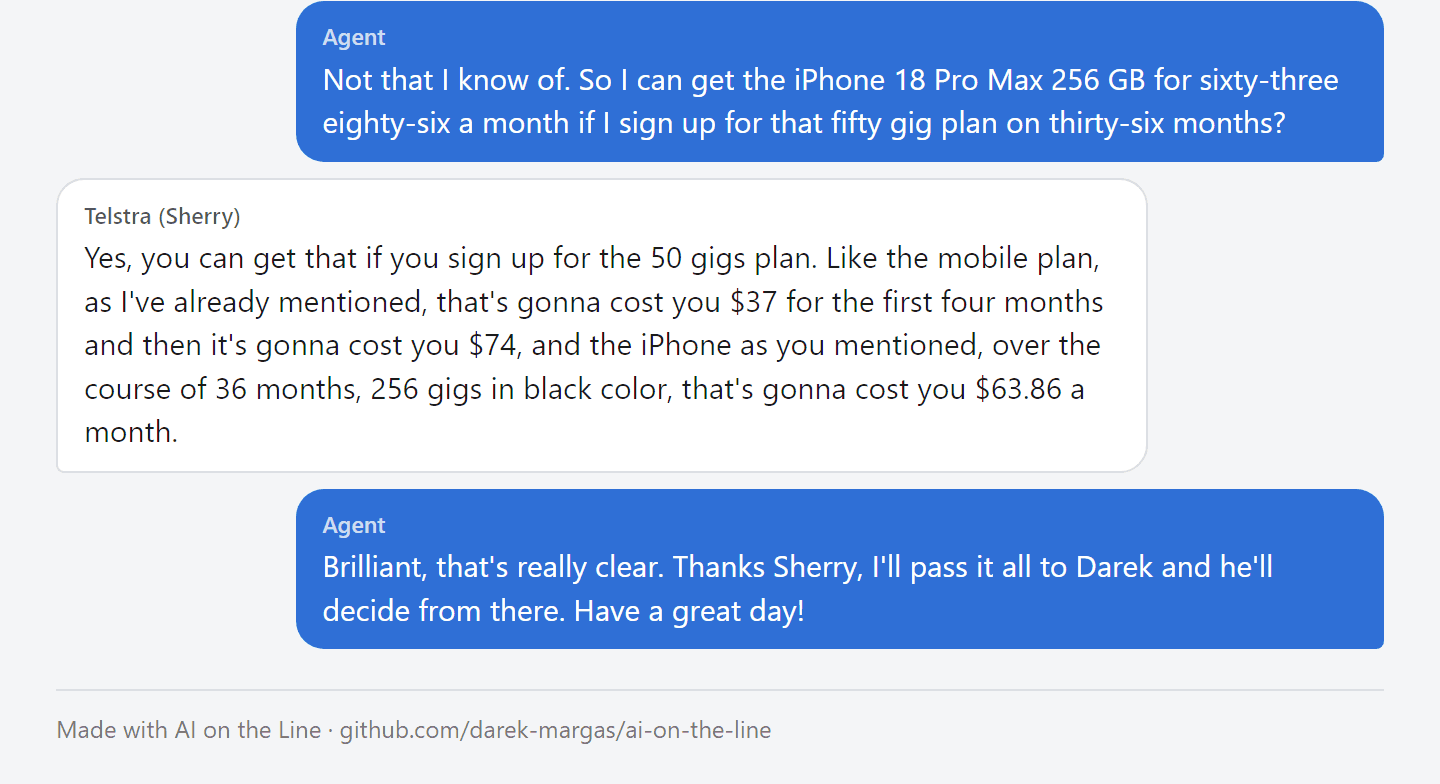 Agent
Not that I know of. So I can get the iPhone 18 Pro Max 256 GB for sixty-three
eighty-six a month if I sign up for that fifty gig plan on thirty-six months?
Telstra (Sherry)
Yes, you can get that if you sign up for the 50 gigs plan. Like the mobile plan,
as I've already mentioned, that's gonna cost you $37 for the first four months
and then it's gonna cost you $74, and the iPhone as you mentioned, over the
course of 36 months, 256 gigs in black color, that's gonna cost you $63.86 a
month.
Agent
Brilliant, that's really clear. Thanks Sherry, I'll pass it all to Darek and he'll
decide from there. Have a great day!
Made with AI on the Line · github.com/darek-margas/ai-on-the-line